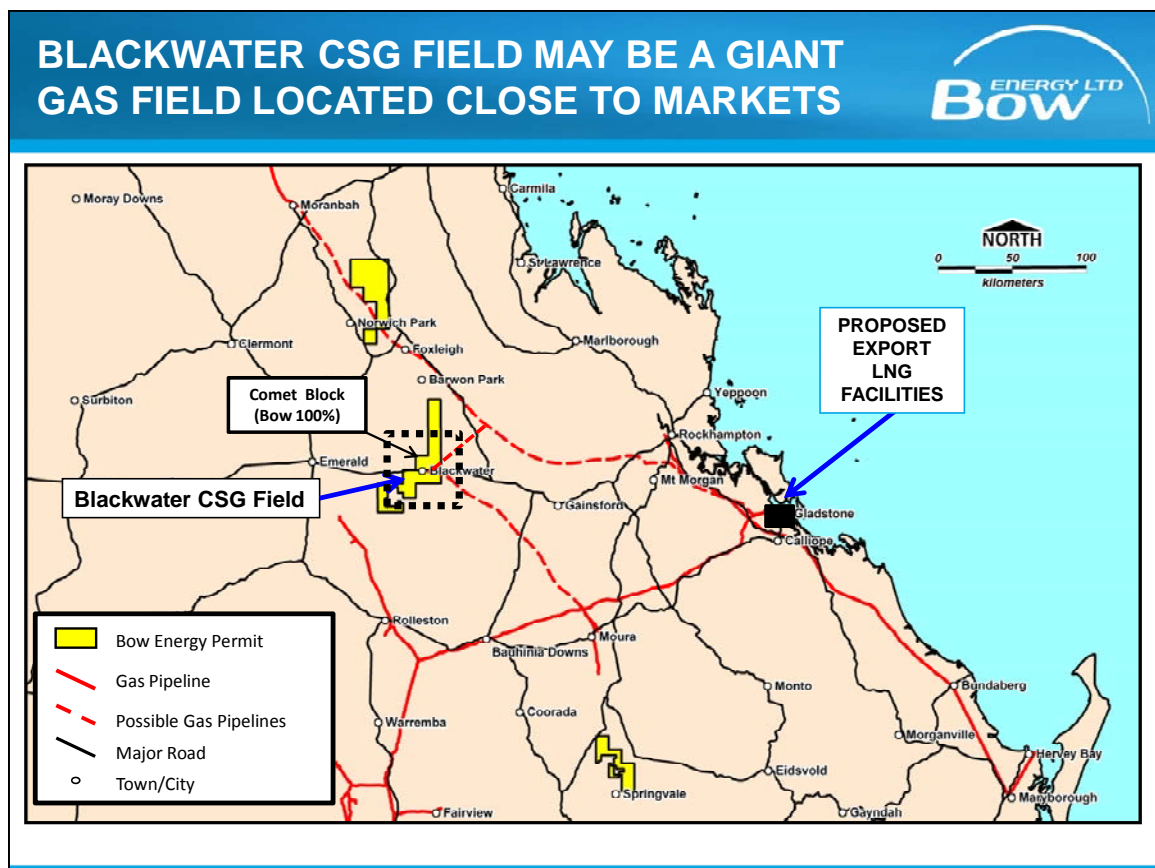 BLACKWATER CSG FIELD MAY BE A GIANT
GAS FIELD LOCATED CLOSE TO MARKETS
ENERGY LTD
BOW
Moray Downs
Moranbah
Carmila
St Lawrence
NORTH
0 50 100
kilometers
Norwich Park
Clermont
Foxleigh
Marlborough
PROPOSED
EXPORT
LNG
FACILITIES
Barwon Park
Surbiton
Comet Block
(Bow 100%)
Yeppoon
Rockhampton
Emerald
Blackwater
Mt Morgan
Blackwater CSG Field
Gainsford
Gladstone
Calliope
Rolleston
Bauhinia Downs
Moura
Bow Energy Permit
Gas Pipeline
Possible Gas Pipelines
Major Road
Town/City
Monto
Bundaberg
Coorada
Warremba
Morganville
Hervey Bay
Eidsvold
Springvale
Maryborough
Fairview
Gayndah